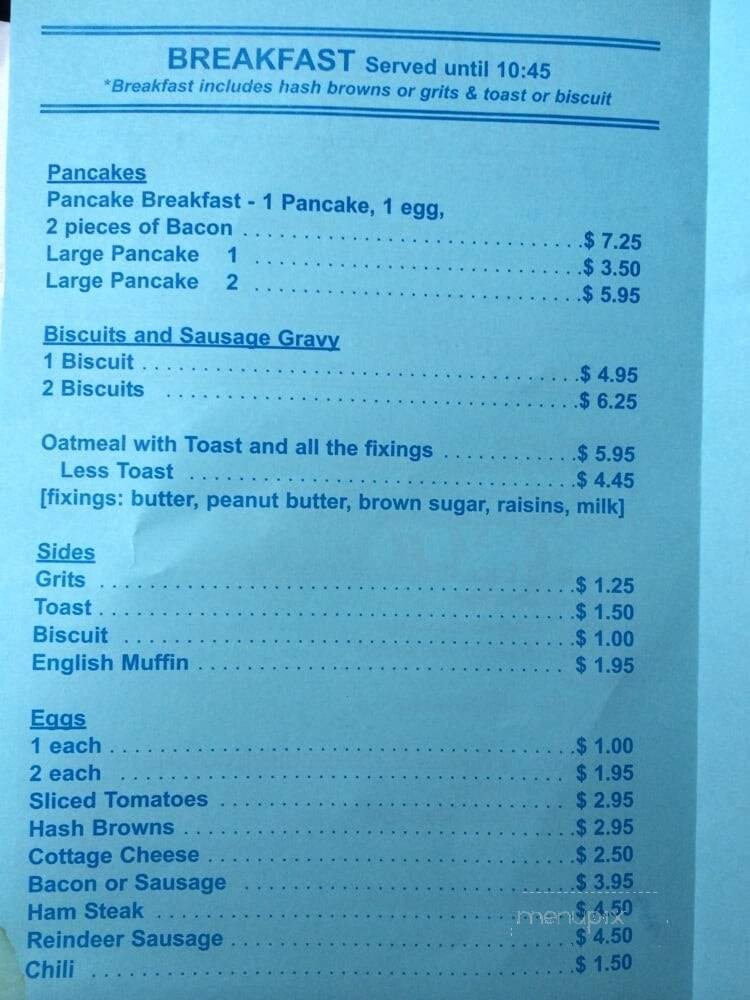 BREAKFAST Served until 10:45
*Breakfast includes hash browns or grits & toast or biscuit
Pancakes
Pancake Breakfast - 1 Pancake, 1 egg,
2 pieces of Bacon . . . . . . . . . . . . . . . . . . . . . . . . . . . . . $ 7.25
Large Pancake 1 . . . . . . . . . . . . . . . . . . . . . . . . . . . . $ 3.50
Large Pancake 2 . . . . . . . . . . . . . . . . . . . . . . . . . . . . $ 5.95
Biscuits and Sausage Gravy
1 Biscuit . . . . . . . . . . . . . . . . . . . . . . . . . . . . . . . . . . . . . $ 4.95
2 Biscuits . . . . . . . . . . . . . . . . . . . . . . . . . . . . . . . . . . . $ 6.25
Oatmeal with Toast and all the fixings . . . . . . . . . . . $ 5.95
Less Toast . . . . . . . . . . . . . . . . . . . . . . . . . . . . . . . . . $ 4.45
[fixings: butter, peanut butter, brown sugar, raisins, milk]
Sides
Grits . . . . . . . . . . . . . . . . . . . . . . . . . . . . . . . . . . . . . . . . $ 1.25
Toast . . . . . . . . . . . . . . . . . . . . . . . . . . . . . . . . . . . . . . . . $ 1.50
Biscuit . . . . . . . . . . . . . . . . . . . . . . . . . . . . . . . . . . . . . . $ 1.00
English Muffin . . . . . . . . . . . . . . . . . . . . . . . . . . . . . . . $ 1.95
Eggs
1 each . . . . . . . . . . . . . . . . . . . . . . . . . . . . . . . . . . . . . . . $ 1.00
2 each . . . . . . . . . . . . . . . . . . . . . . . . . . . . . . . . . . . . . . $ 1.95
Sliced Tomatoes . . . . . . . . . . . . . . . . . . . . . . . . . . . . . $ 2.95
Hash Browns . . . . . . . . . . . . . . . . . . . . . . . . . . . . . . . . $ 2.95
Cottage Cheese . . . . . . . . . . . . . . . . . . . . . . . . . . . . . . $ 2.50
Bacon or Sausage . . . . . . . . . . . . . . . . . . . . . . . . . . . $ 3.95
Ham Steak . . . . . . . . . . . . . . . . . . . . . . . . . . . . . . . . . . . $ 4.50
menupix
Reindeer Sausage . . . . . . . . . . . . . . . . . . . . . . . . . . . . $ 4.50
Chili . . . . . . . . . . . . . . . . . . . . . . . . . . . . . . . . . . . . . . . . $ 1.50